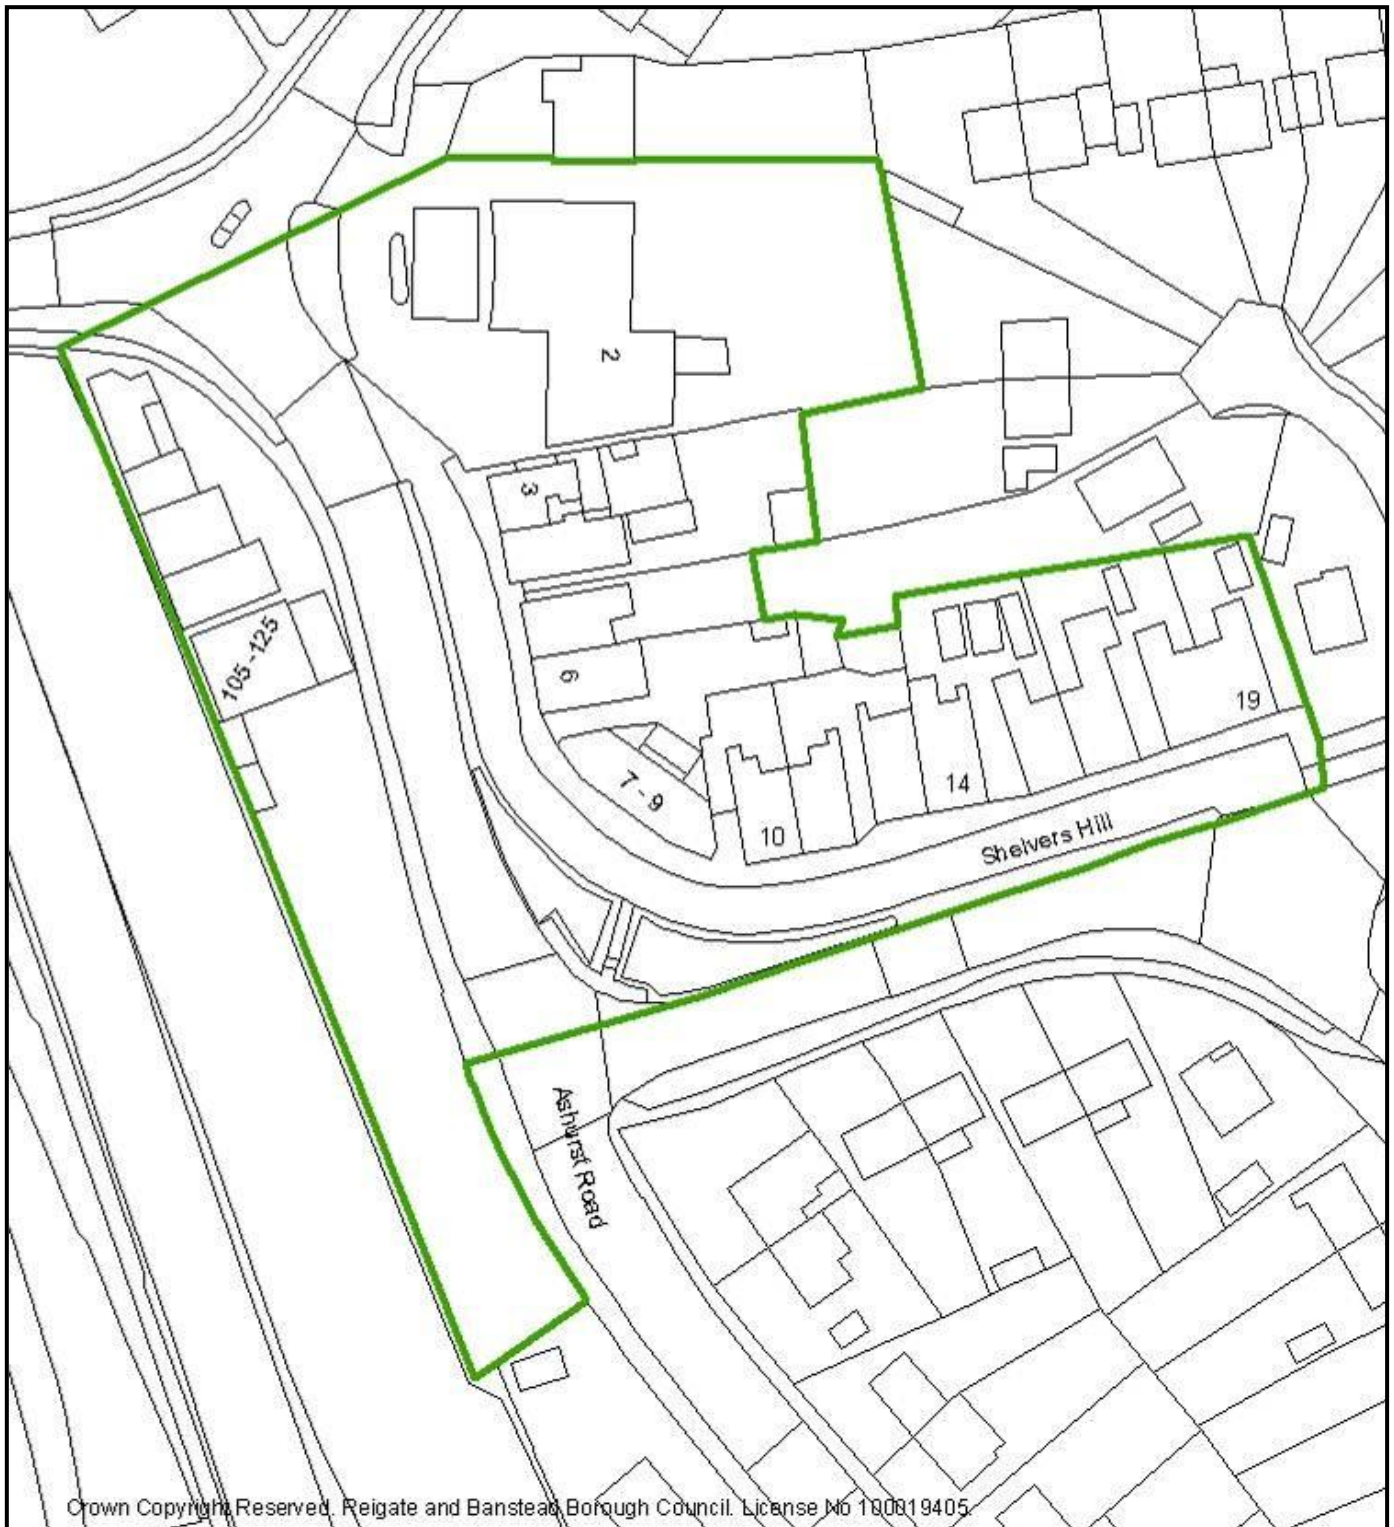 2
3
105 - 125
6
19
7 - 9
14
10
Shelvers Hill
Ashurst Road
Crown Copyright Reserved. Reigate and Banstead Borough Council. License No 100019405.